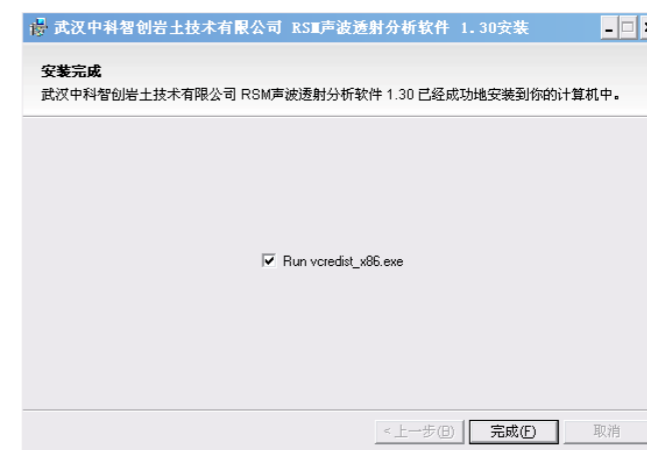 武汉中科智创岩土技术有限公司 RSM声波透射分析软件 1.30安装
安装完成
武汉中科智创岩土技术有限公司 RSM声波透射分析软件 1.30 已经成功地安装到你的计算机中。
Run vcredist_x86.exe
<上一步(B) 完成(F) 取消